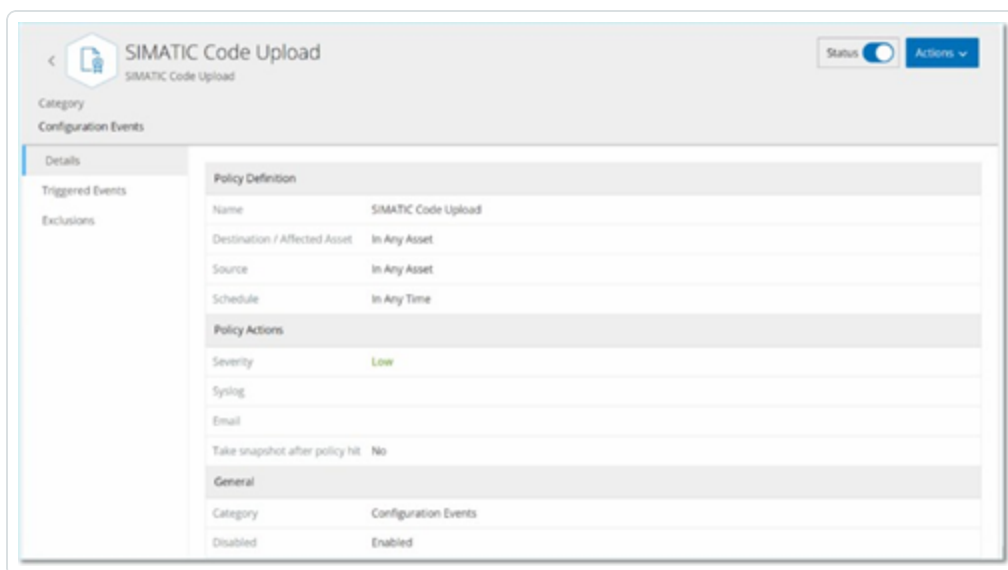 SIMATIC Code Upload
SIMATIC Code Upload
Status Actions
Category
Configuration Events
Details
Triggered Events
Exclusions
Policy Definition
Name SIMATIC Code Upload
Destination / Affected Asset In Any Asset
Source In Any Asset
Schedule In Any Time
Policy Actions
Severity Low
Syslog
Email
Take snapshot after policy hit No
General
Category Configuration Events
Disabled Enabled